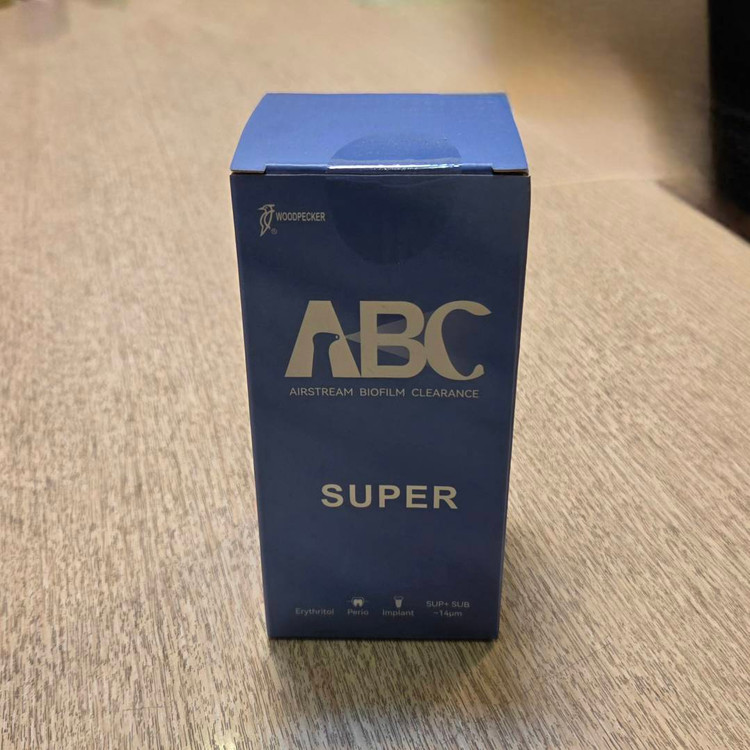 WOODPECKER
®
ABC
AIRSTREAM BIOFILM CLEARANCE
SUPER
Erythritol
Perio
Implant
SUP+ SUB
~14μm